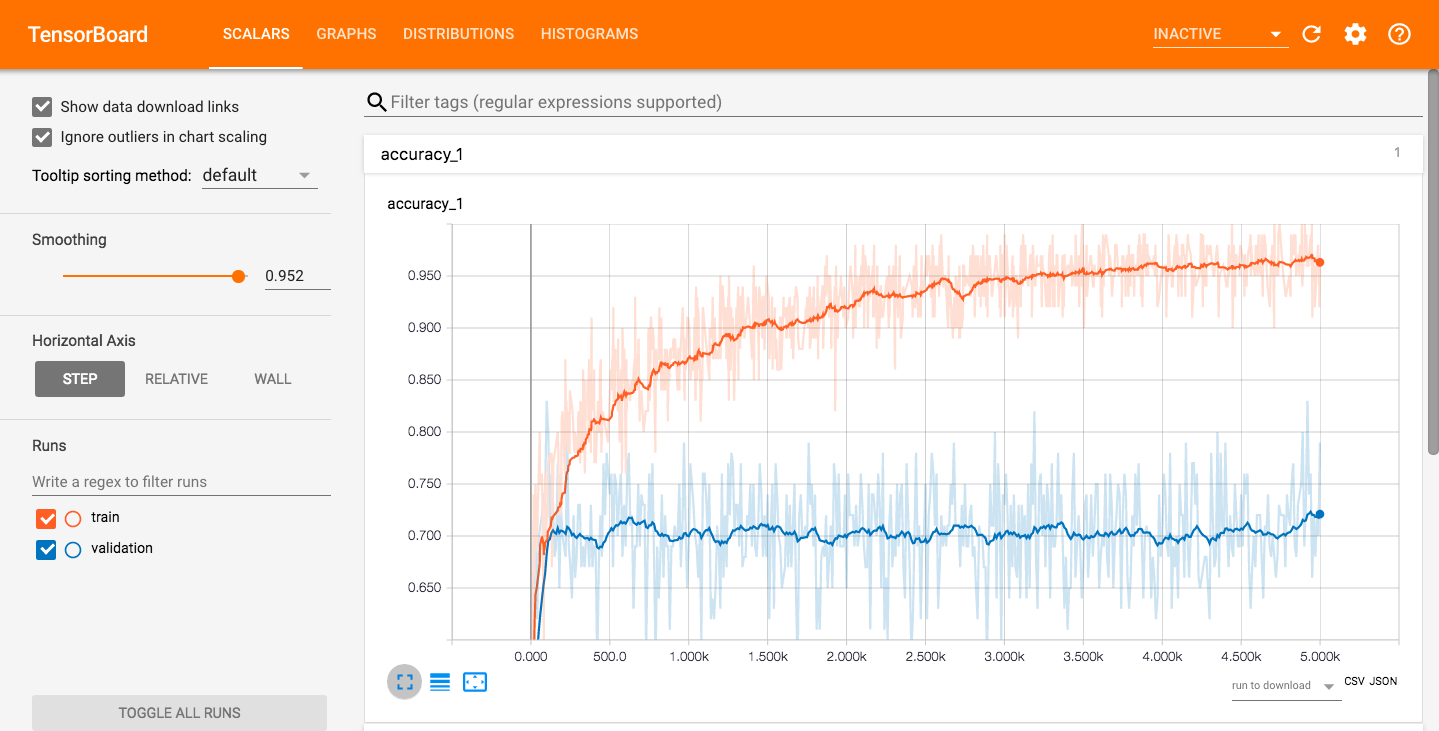 TensorBoard SCALARS GRAPHS DISTRIBUTIONS HISTOGRAMS INACTIVE
Show data download links
Ignore outliers in chart scaling
Tooltip sorting method: default
Smoothing
0.952
Horizontal Axis
STEP RELATIVE WALL
Runs
Write a regex to filter runs
train
validation
TOGGLE ALL RUNS
Filter tags (regular expressions supported)
accuracy_1 1
accuracy_1
0.950
0.900
0.850
0.800
0.750
0.700
0.650
0.000 500.0 1.000k 1.500k 2.000k 2.500k 3.000k 3.500k 4.000k 4.500k 5.000k
run to download CSV JSON